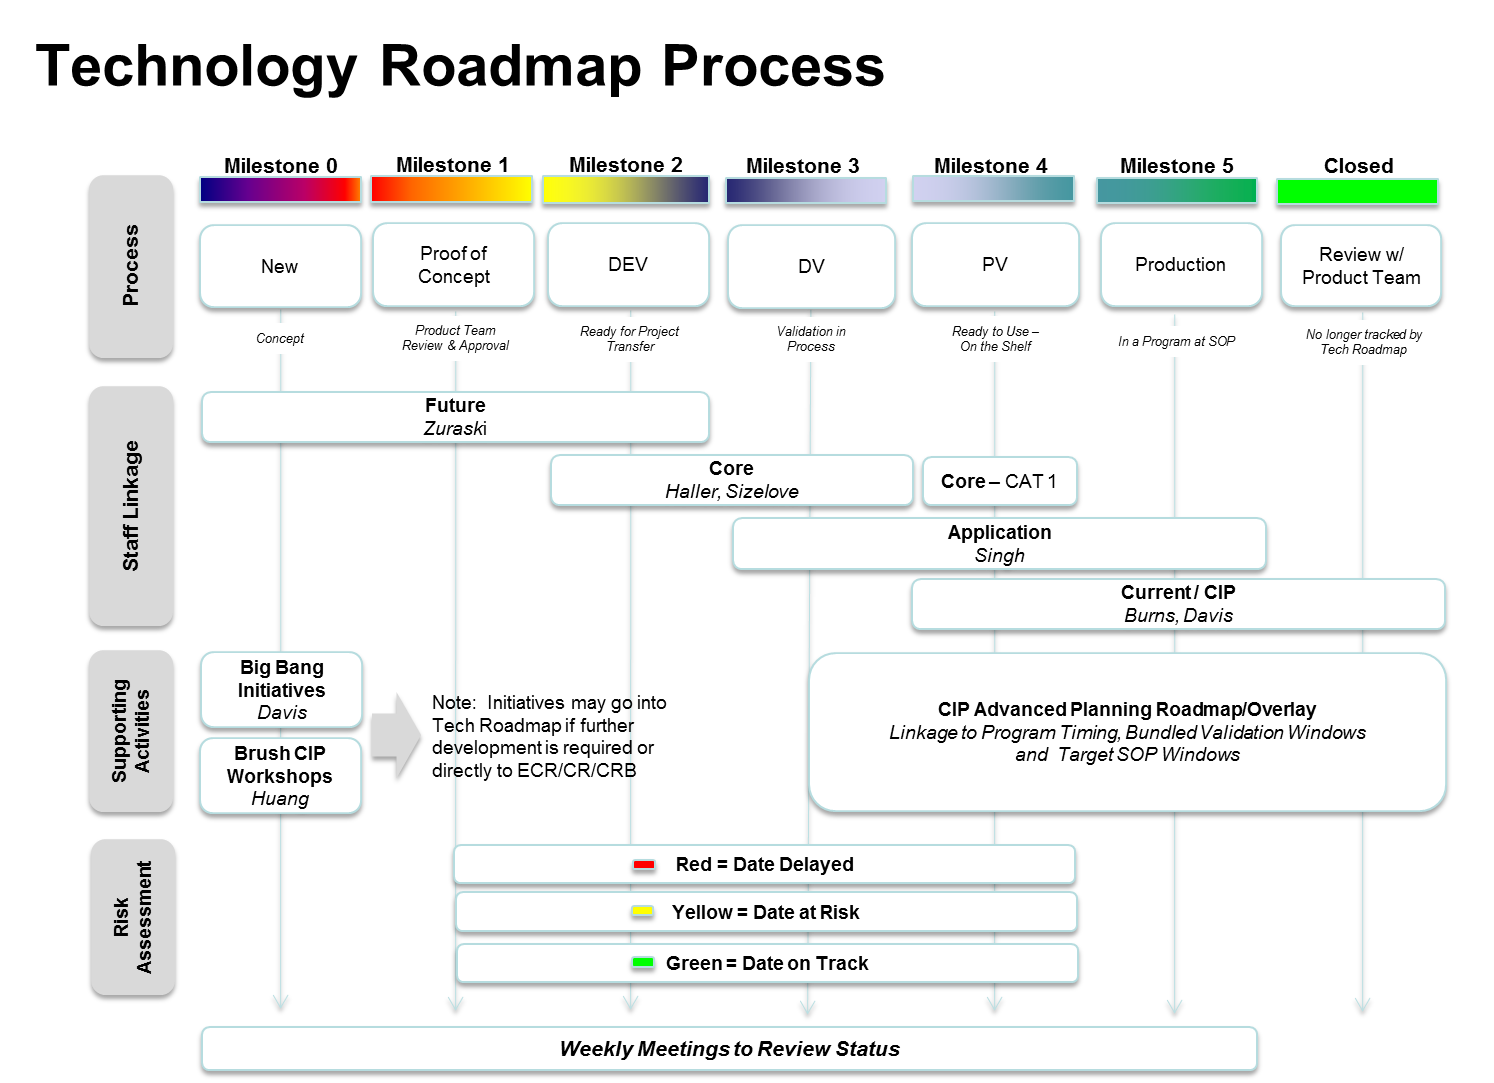 Technology Roadmap Process
Milestone 0
Milestone 1
Milestone 2
Milestone 3
Milestone 4
Milestone 5
Closed
Process
New
Proof of
Concept
DEV
DV
PV
Production
Review w/
Product Team
Concept
Product Team
Review & Approval
Ready for Project
Transfer
Validation in
Process
Ready to Use –
On the Shelf
In a Program at SOP
No longer tracked by
Tech Roadmap
Staff Linkage
Future
Zuraski
Core
Haller, Sizelove
Core – CAT 1
Application
Singh
Current / CIP
Burns, Davis
Supporting
Activities
Big Bang
Initiatives
Davis
Brush CIP
Workshops
Huang
Note:  Initiatives may go into
Tech Roadmap if further
development is required or
directly to ECR/CR/CRB
CIP Advanced Planning Roadmap/Overlay
Linkage to Program Timing, Bundled Validation Windows
and  Target SOP Windows
Risk
Assessment
Red = Date Delayed
Yellow = Date at Risk
Green = Date on Track
Weekly Meetings to Review Status